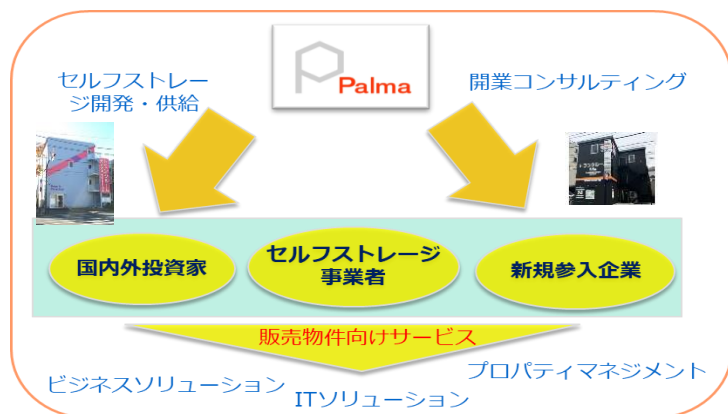 Palma
セルフストレー
ジ開発・供給
開業コンサルティング
国内外投資家
セルフストレージ
事業者
新規参入企業
販売物件向けサービス
ビジネスソリューション
ITソリューション
プロパティマネジメント